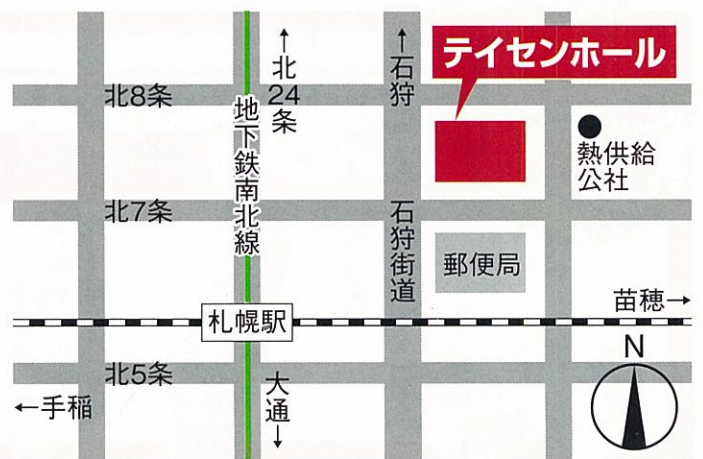 テイセンホール
↑北24条
↑石狩
北8条
地下鉄南北線
熱供給
公社
北7条
石狩街道
郵便局
苗穂→
札幌駅
N
北5条
←手稲
大通↓